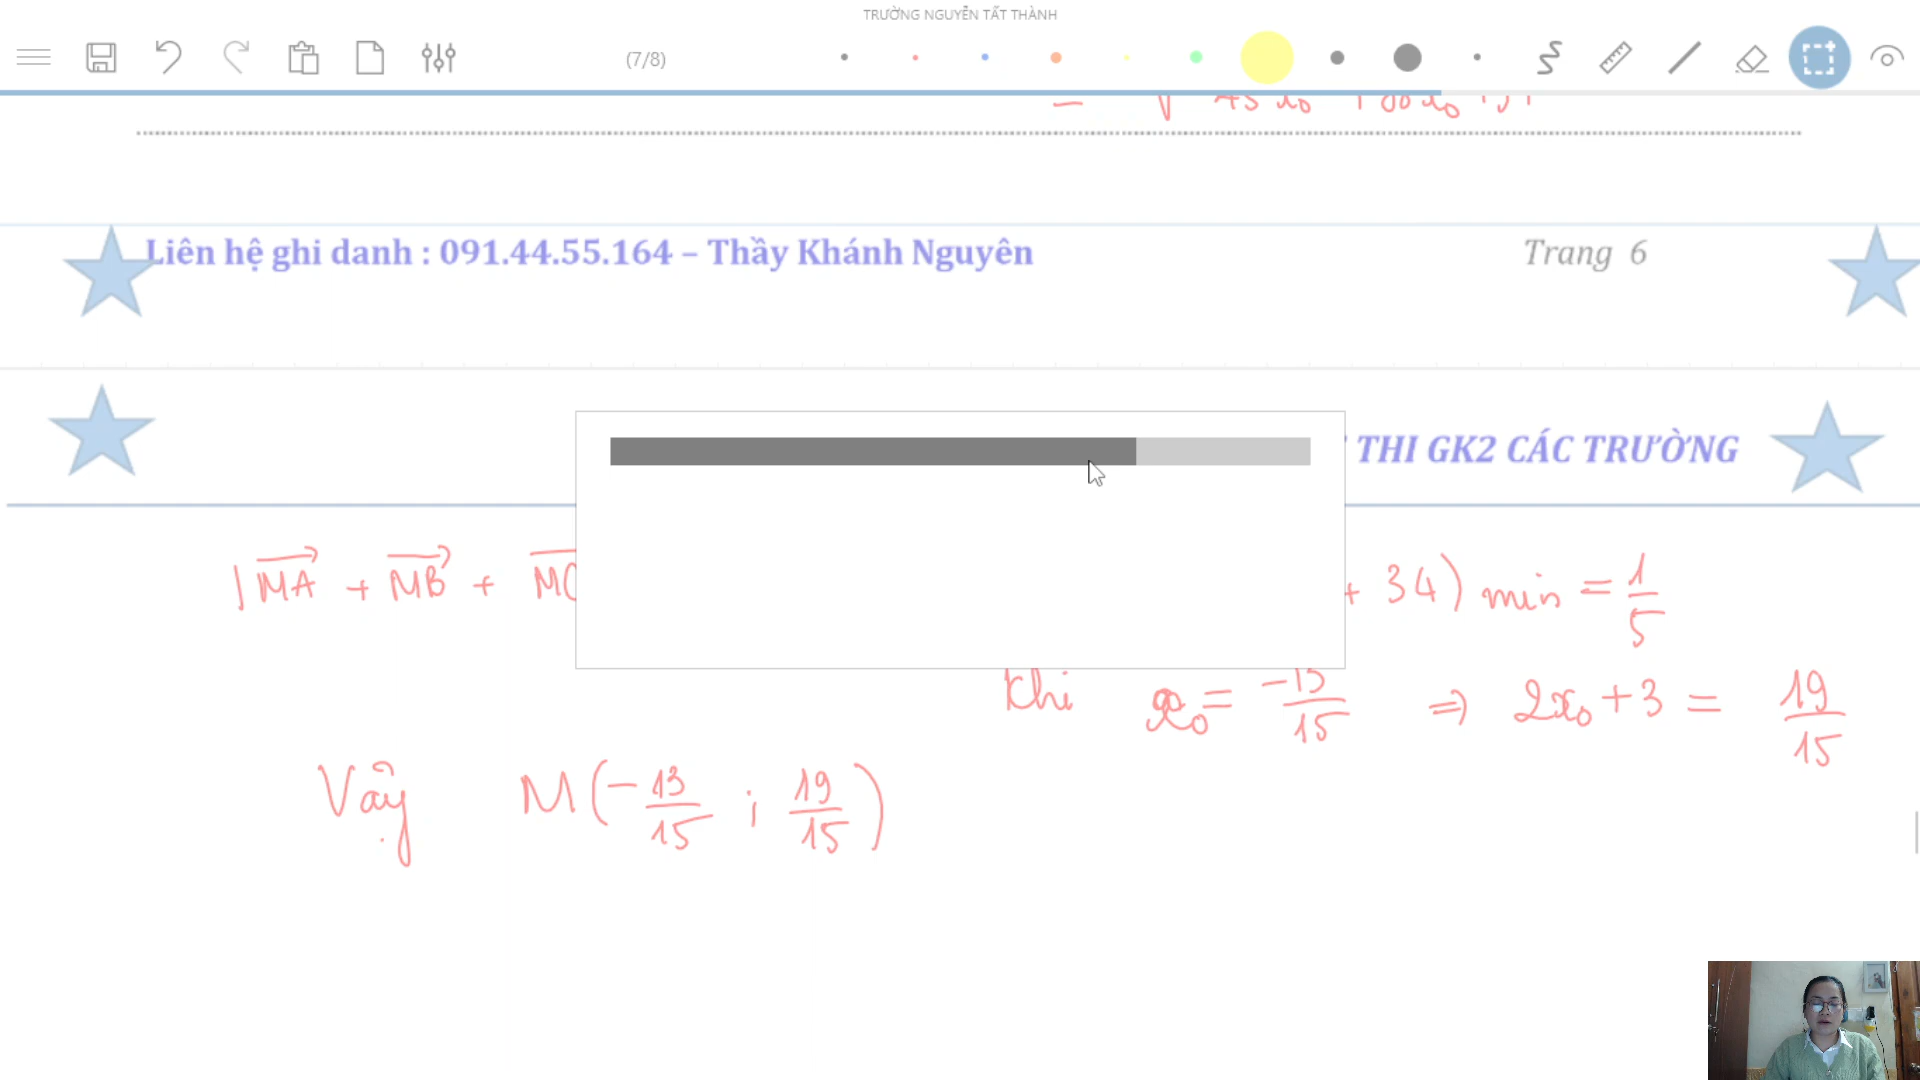 TRƯỜNG NGUYỄN TẤT THÀNH
(7/8)
Liên hệ ghi danh : 091.44.55.164 – Thầy Khánh Nguyên
Trang 6
THI GK2 CÁC TRƯỜNG
|MA + MB + MC
+ 34) min = 1/5
Khi x₀ = -13/15 ⇒ 2x₀ + 3 = 19/15
Vậy M(-13/15 ; 19/15)